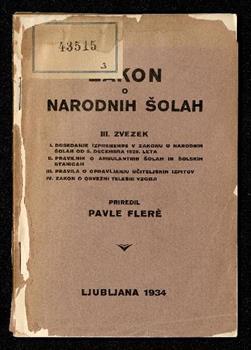 43515
ZAKON
O
NARODNIH ŠOLAH
III. ZVEZEK
I. DOSEDANJE IZPREMEMBE V ZAKONU O NARODNIH
ŠOLAH OD 5. DECEMBRA 1929. LETA
II. PRAVILNIK O AMBULANTNIH ŠOLAH IN ŠOLSKIH
STANICAH
III. PRAVILA O OPRAVLJANJU UČITELJSKIH IZPITOV
IV. ZAKON O OBVEZNI TELESNI VZGOJI
PRIREDIL
PAVLE FLERÈ
LJUBLJANA 1934